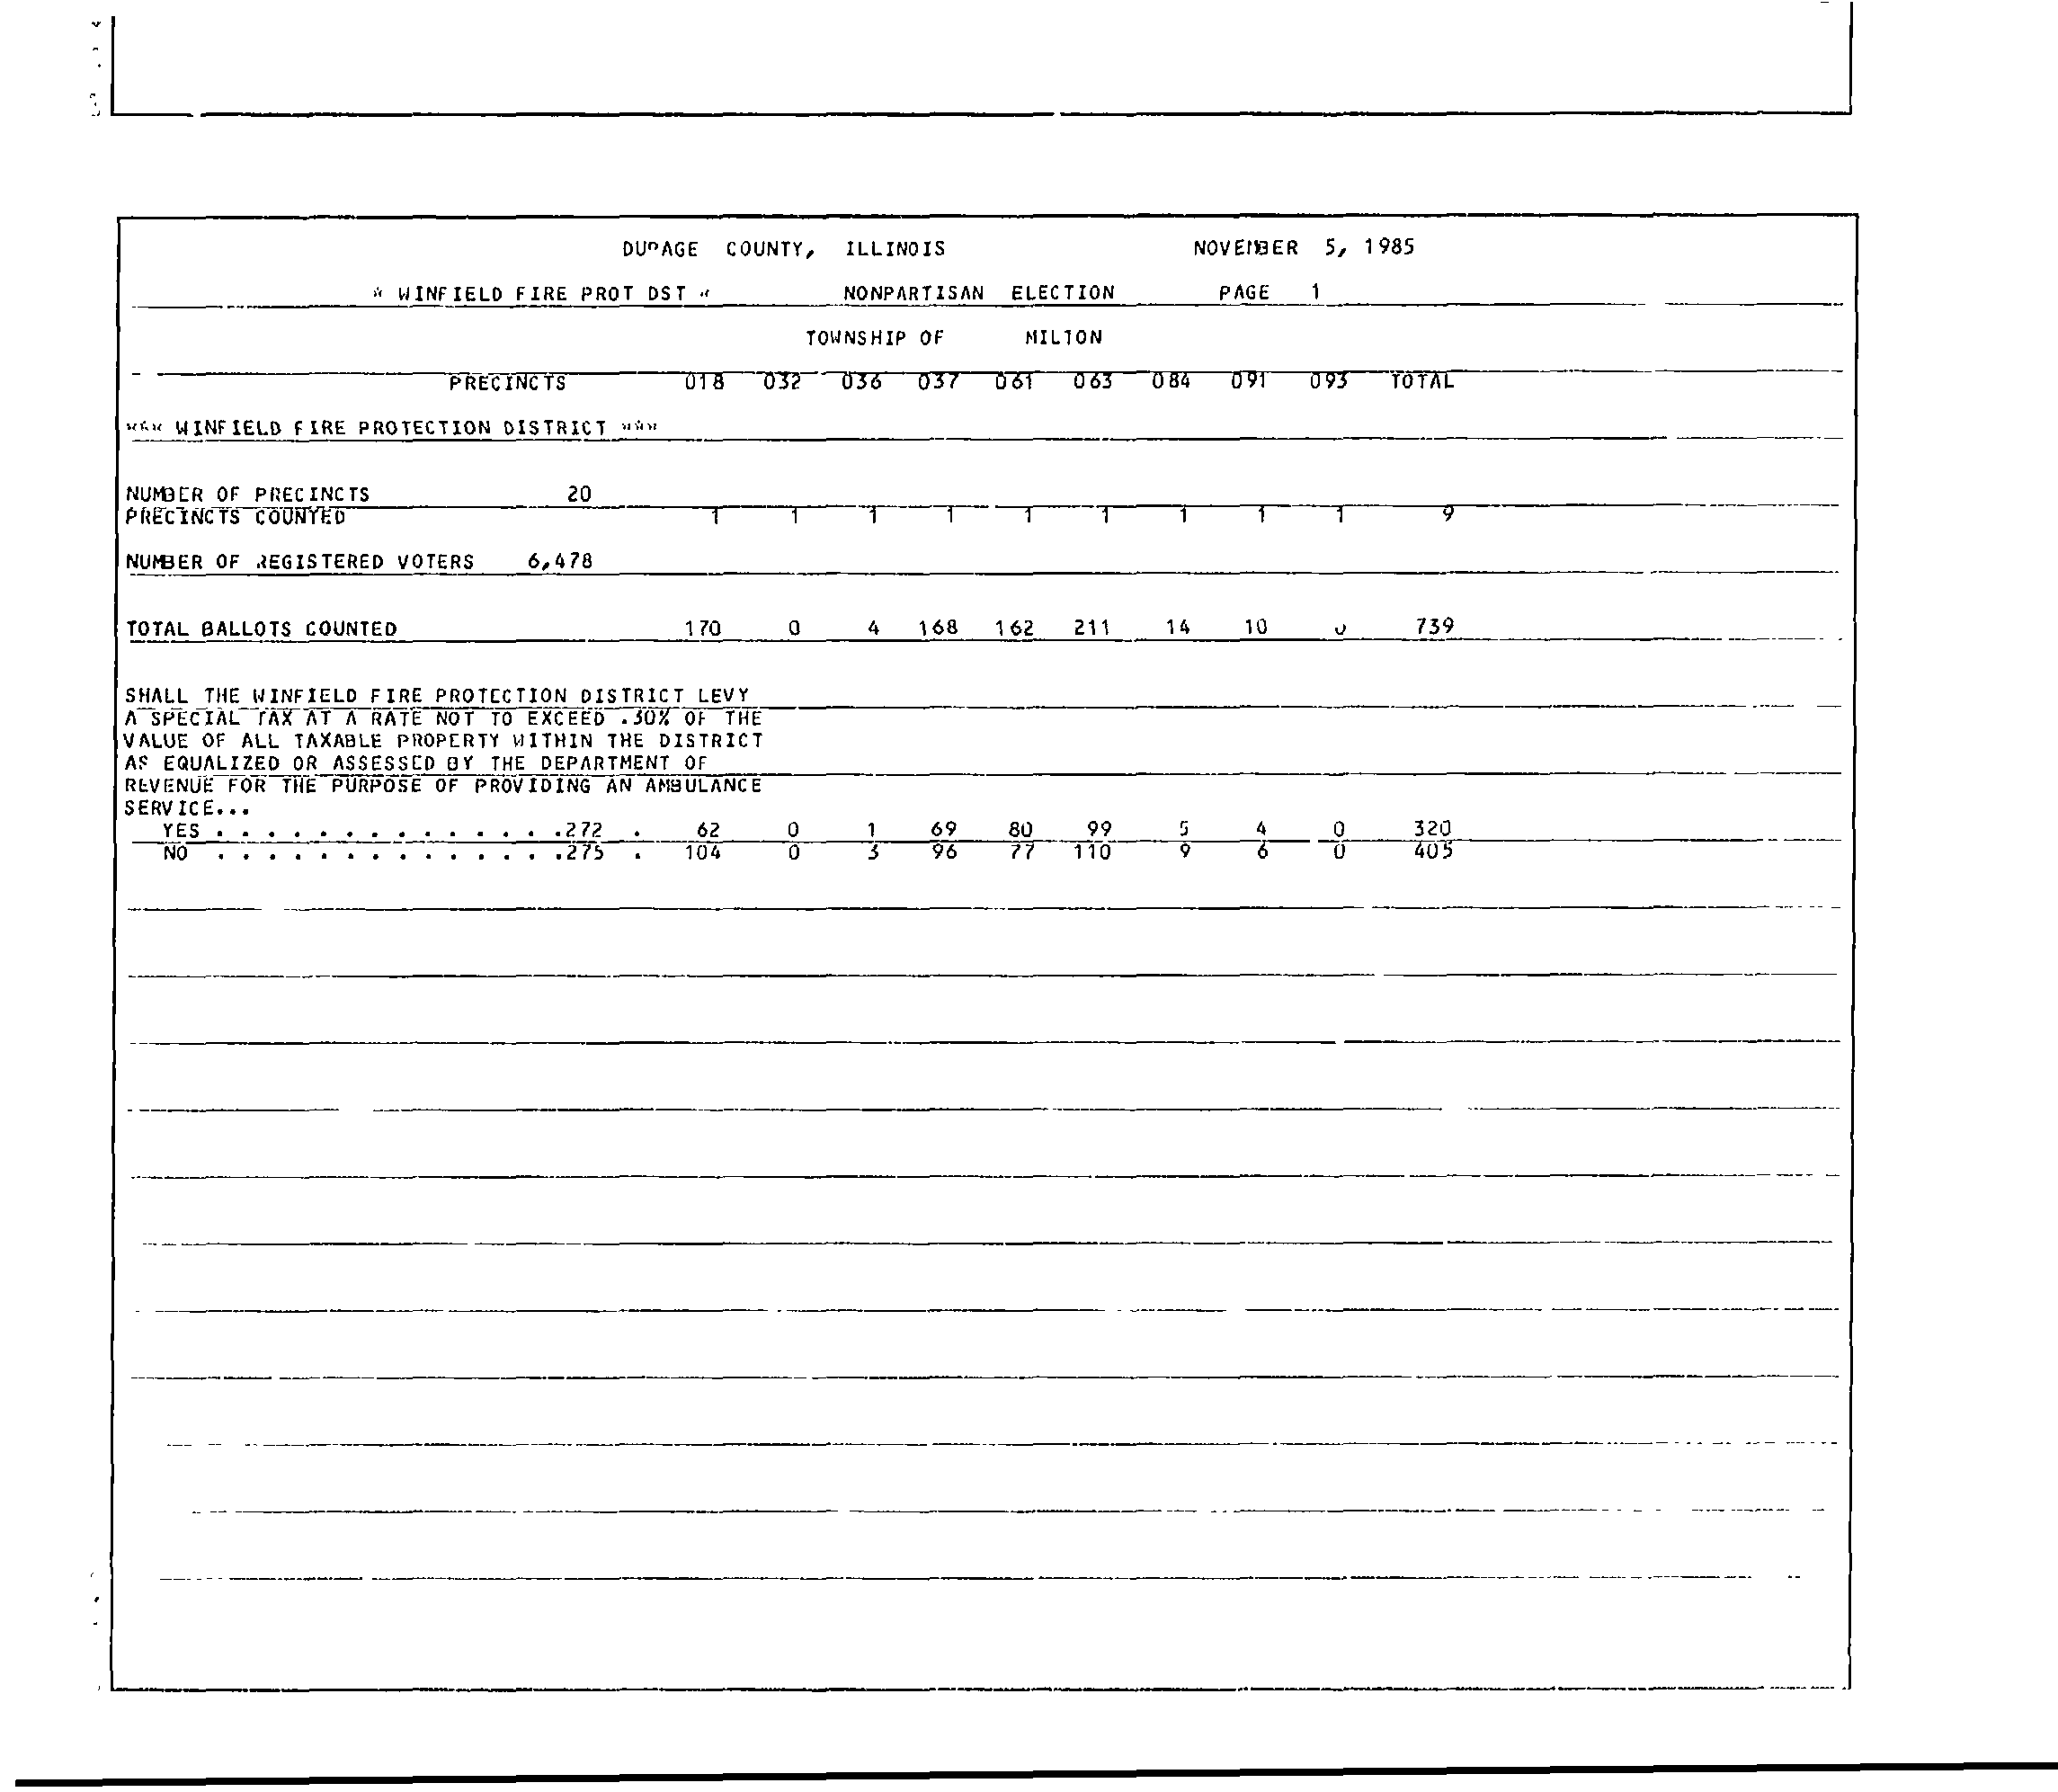 DUPAGE COUNTY, ILLINOIS NOVEMBER 5, 1985
* WINFIELD FIRE PROT DST * NONPARTISAN ELECTION PAGE 1
TOWNSHIP OF MILTON
PRECINCTS 018 032 036 037 061 063 084 091 093 TOTAL
*** WINFIELD FIRE PROTECTION DISTRICT ***
NUMBER OF PRECINCTS 20
PRECINCTS COUNTED 1 1 1 1 1 1 1 1 1 9
NUMBER OF REGISTERED VOTERS 6,478
TOTAL BALLOTS COUNTED 170 0 4 168 162 211 14 10 0 739
SHALL THE WINFIELD FIRE PROTECTION DISTRICT LEVY
A SPECIAL TAX AT A RATE NOT TO EXCEED .30% OF THE
VALUE OF ALL TAXABLE PROPERTY WITHIN THE DISTRICT
AS EQUALIZED OR ASSESSED BY THE DEPARTMENT OF
REVENUE FOR THE PURPOSE OF PROVIDING AN AMBULANCE
SERVICE...
YES . . . . . . . . . . . . . .272 . 62 0 1 69 80 99 5 4 0 320
NO . . . . . . . . . . . . . .275 . 104 0 3 96 77 110 9 6 0 405